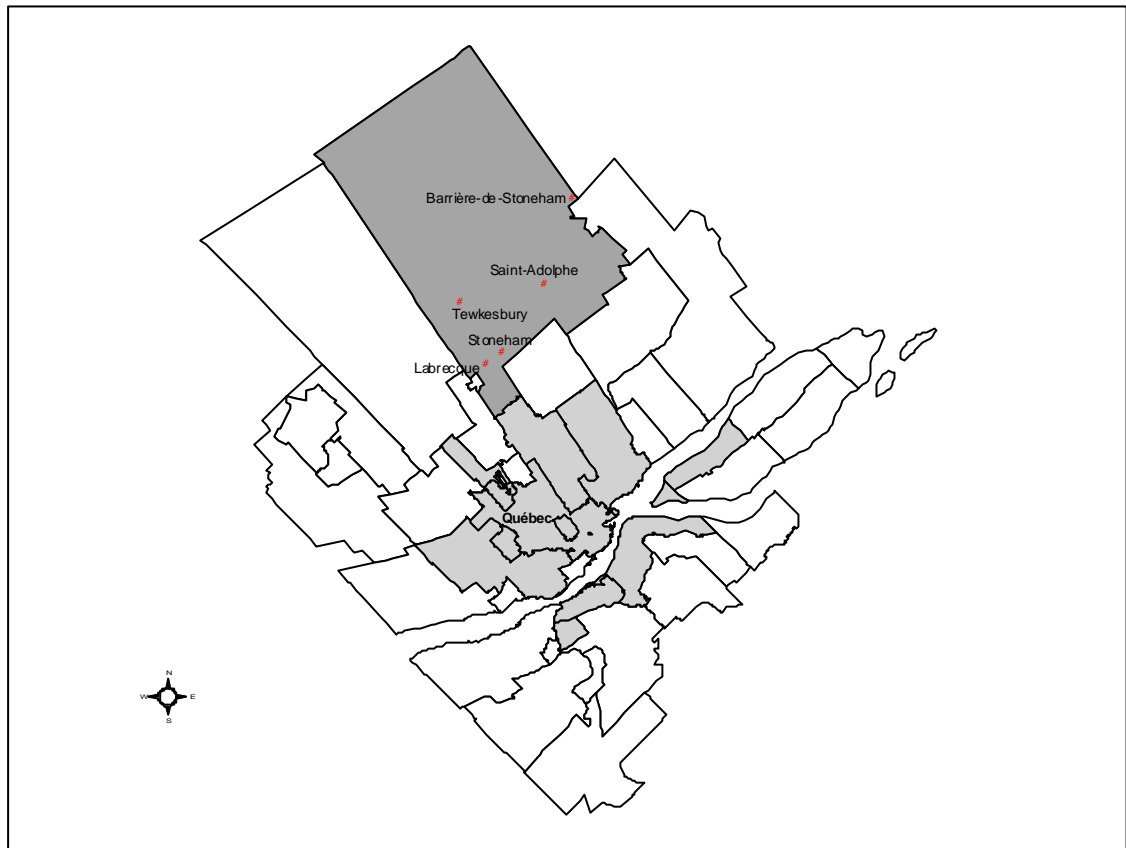 Barrière-de-Stoneham
Saint-Adolphe
Tewkesbury
Stoneham
Labrecque
Québec
N
W E
S